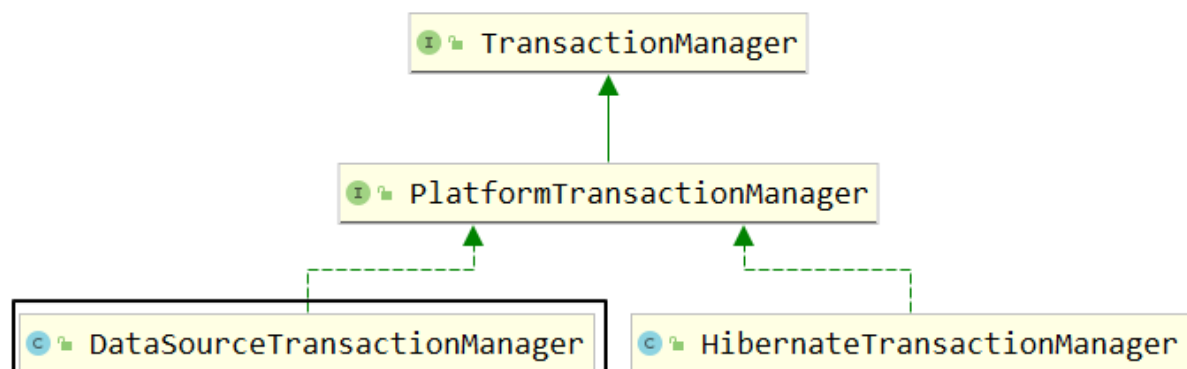 I TransactionManager
I PlatformTransactionManager
C DataSourceTransactionManager
C HibernateTransactionManager